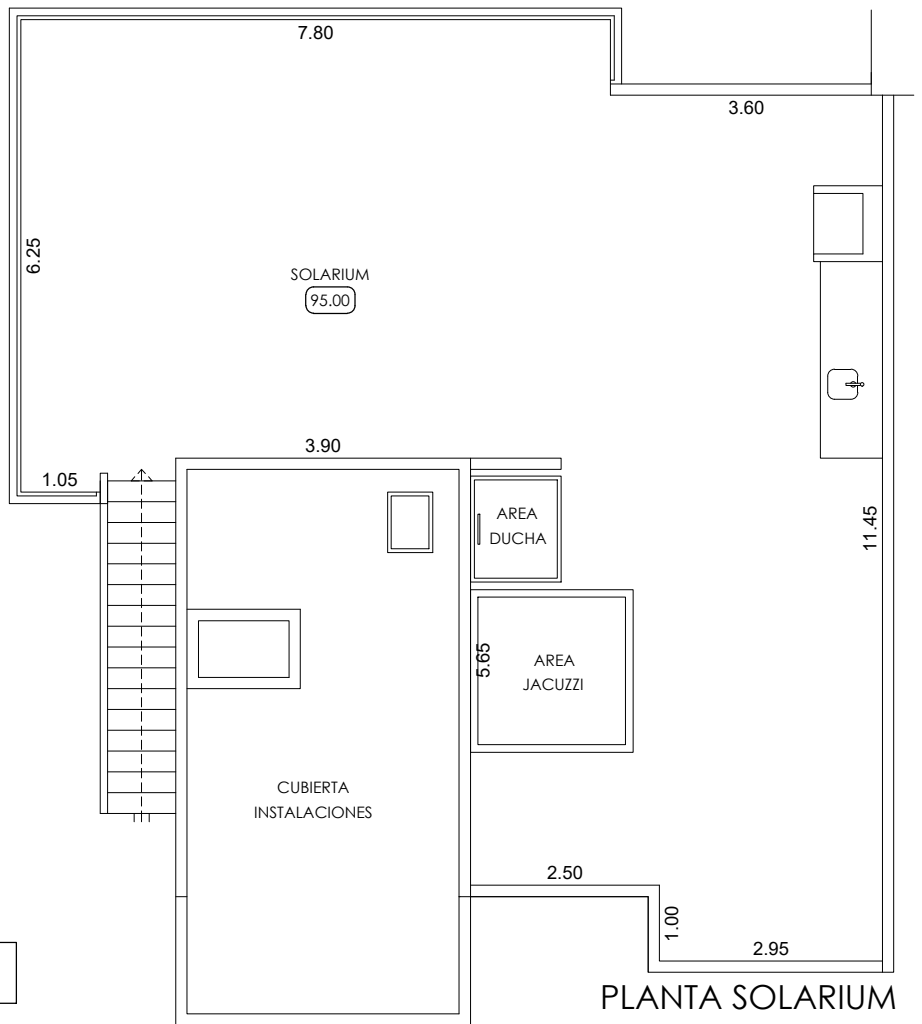 7.80
3.60
6.25
SOLARIUM
95.00
3.90
1.05
AREA
DUCHA
11.45
5.65
AREA
JACUZZI
CUBIERTA
INSTALACIONES
2.50
1.00
2.95
PLANTA SOLARIUM